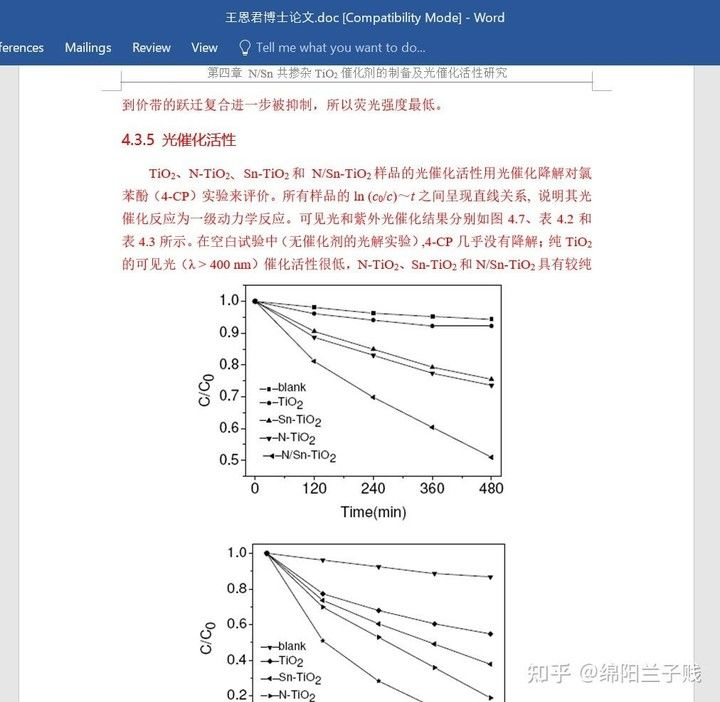 王恩君博士论文.doc [Compatibility Mode] - Word
ferences Mailings Review View Tell me what you want to do...
第四章 N/Sn 共掺杂 TiO₂ 催化剂的制备及光催化活性研究
到价带的跃迁复合进一步被抑制，所以荧光强度最低。
4.3.5 光催化活性
TiO₂、N-TiO₂、Sn-TiO₂ 和 N/Sn-TiO₂ 样品的光催化活性用光催化降解对氯
苯酚（4-CP）实验来评价。所有样品的 ln (c₀/c)～t 之间呈现直线关系, 说明其光
催化反应为一级动力学反应。可见光和紫外光催化结果分别如图 4.7、表 4.2 和
表 4.3 所示。在空白试验中（无催化剂的光解实验）,4-CP 几乎没有降解；纯 TiO₂
的可见光（λ > 400 nm）催化活性很低，N-TiO₂、Sn-TiO₂ 和 N/Sn-TiO₂ 具有较纯
1.0
0.9
0.8
0.7
0.6
0.5
C/C₀
blank
TiO₂
Sn-TiO₂
N-TiO₂
N/Sn-TiO₂
0 120 240 360 480
Time(min)
1.0
0.8
0.6
0.4
0.2
C/C₀
blank
TiO₂
Sn-TiO₂
N-TiO₂
知乎 @绵阳兰子贱